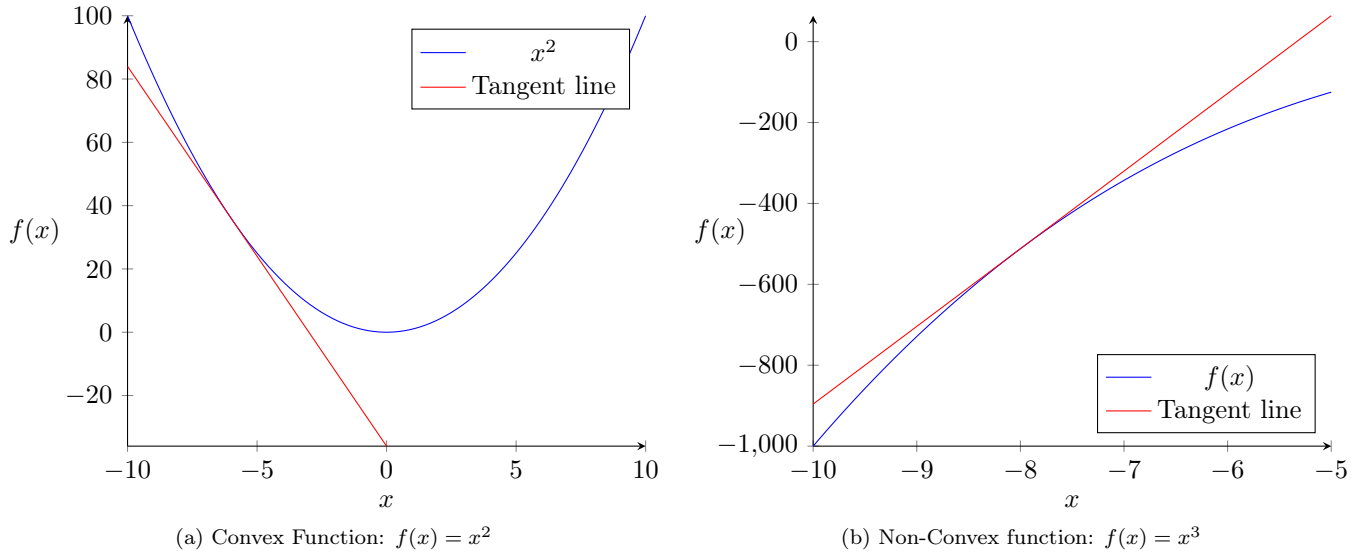 100
80
60
40
20
0
−20
f(x)
−10
−5
0
5
10
x
x²
Tangent line
(a) Convex Function: f(x) = x²
0
−200
−400
−600
−800
−1,000
f(x)
−10
−9
−8
−7
−6
−5
x
f(x)
Tangent line
(b) Non-Convex function: f(x) = x³